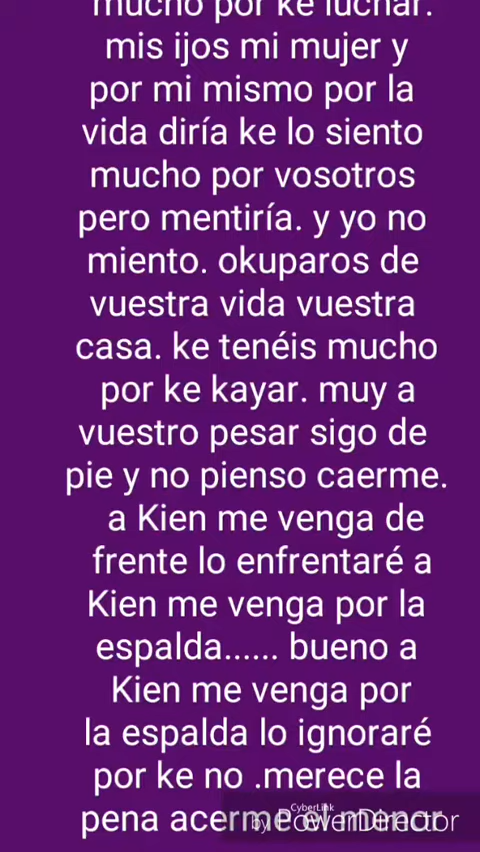 mucho por ke luchar.
mis ijos mi mujer y
por mi mismo por la
vida diría ke lo siento
mucho por vosotros
pero mentiría. y yo no
miento. okuparos de
vuestra vida vuestra
casa. ke tenéis mucho
por ke kayar. muy a
vuestro pesar sigo de
pie y no pienso caerme.
a Kien me venga de
frente lo enfrentaré a
Kien me venga por la
espalda...... bueno a
Kien me venga por
la espalda lo ignoraré
por ke no .merece la
pena acerme
CyberLink
by PowerDirector